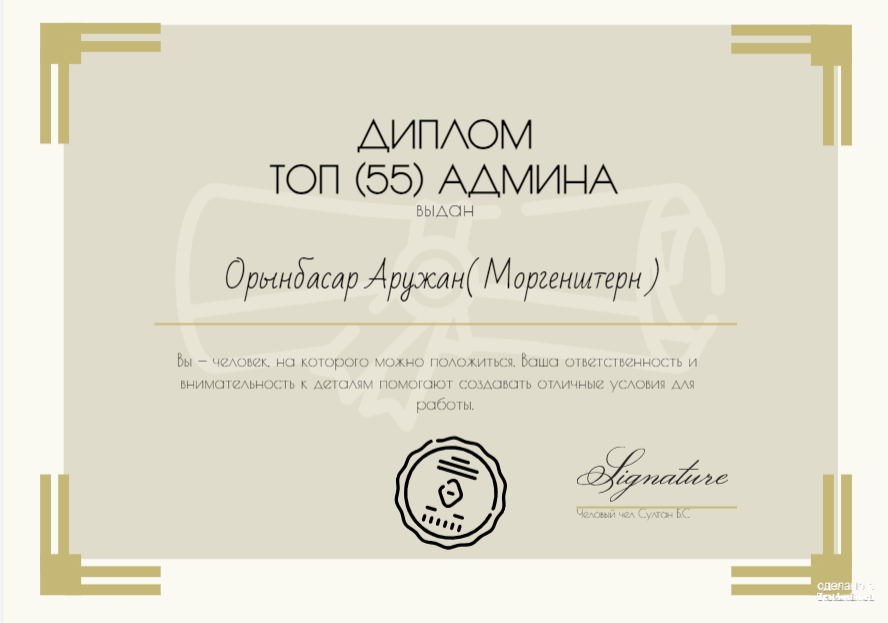 ДИПЛОМ
ТОП (55) АДМИНА
выдан
Орынбасар Аружан( Моргенштерн )
Вы – человек, на которого можно положиться. Ваша ответственность и
внимательность к деталям помогают создавать отличные условия для
работы.
Signature
Человый чел Султан Б.С